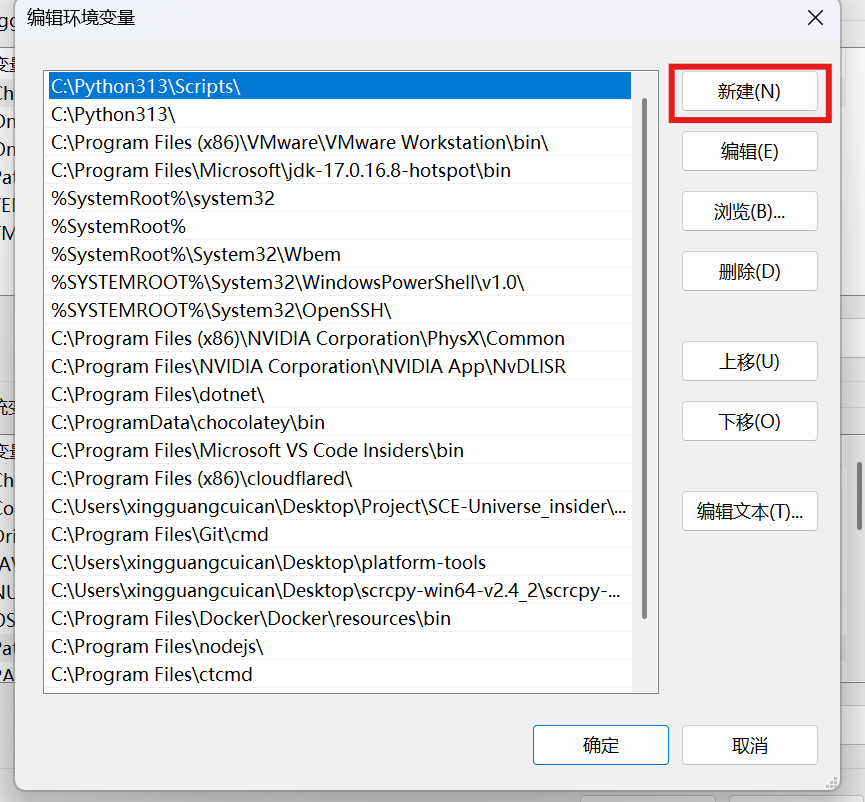 编辑环境变量
C:\Python313\Scripts\
C:\Python313\
C:\Program Files (x86)\VMware\VMware Workstation\bin\
C:\Program Files\Microsoft\jdk-17.0.16.8-hotspot\bin
%SystemRoot%\system32
%SystemRoot%
%SystemRoot%\System32\Wbem
%SYSTEMROOT%\System32\WindowsPowerShell\v1.0\
%SYSTEMROOT%\System32\OpenSSH\
C:\Program Files (x86)\NVIDIA Corporation\PhysX\Common
C:\Program Files\NVIDIA Corporation\NVIDIA App\NvDLISR
C:\Program Files\dotnet\
C:\ProgramData\chocolatey\bin
C:\Program Files\Microsoft VS Code Insiders\bin
C:\Program Files (x86)\cloudflared\
C:\Users\xingguangcuican\Desktop\Project\SCE-Universe_insider\...
C:\Program Files\Git\cmd
C:\Users\xingguangcuican\Desktop\platform-tools
C:\Users\xingguangcuican\Desktop\scrcpy-win64-v2.4_2\scrcpy-...
C:\Program Files\Docker\Docker\resources\bin
C:\Program Files\nodejs\
C:\Program Files\ctcmd
新建(N)
编辑(E)
浏览(B)...
删除(D)
上移(U)
下移(O)
编辑文本(T)...
确定
取消